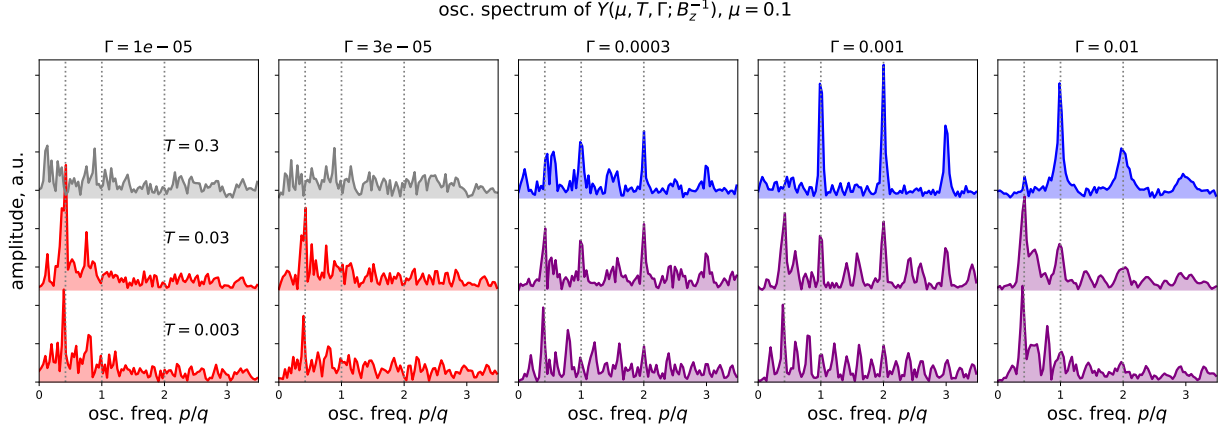 osc. spectrum of Y(μ, T, Γ; B_z^{-1}), μ = 0.1
Γ = 1e − 05
Γ = 3e − 05
Γ = 0.0003
Γ = 0.001
Γ = 0.01
amplitude, a.u.
T = 0.3
T = 0.03
T = 0.003
0 1 2 3
0 1 2 3
0 1 2 3
0 1 2 3
0 1 2 3
osc. freq. p/q
osc. freq. p/q
osc. freq. p/q
osc. freq. p/q
osc. freq. p/q